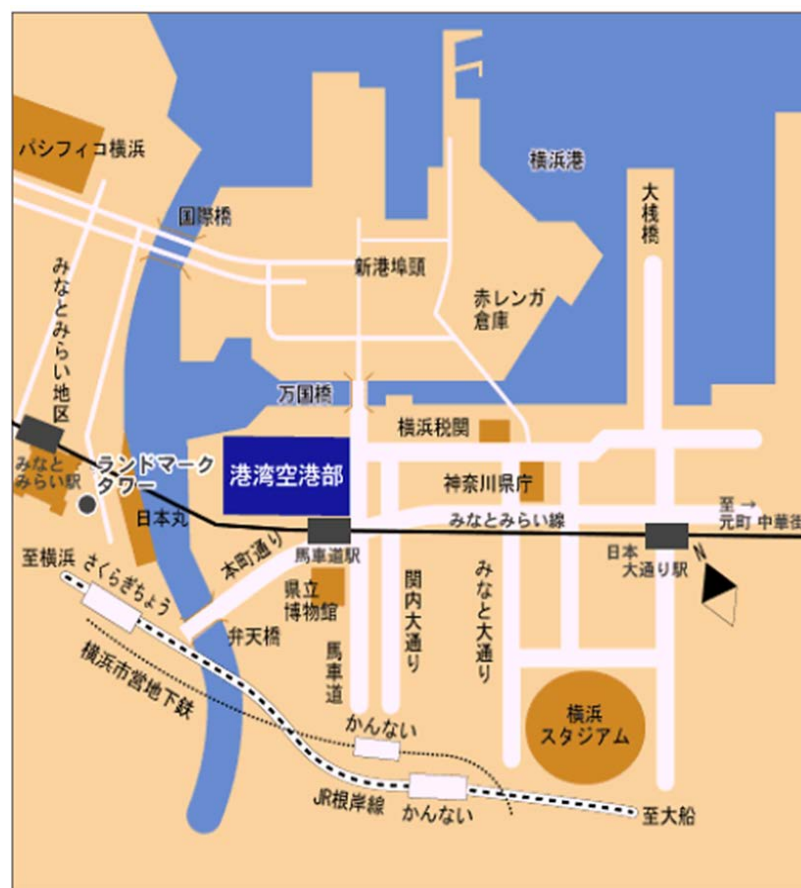 パシフィコ横浜
国際橋
横浜港
大桟橋
みなとみらい地区
新港埠頭
赤レンガ
倉庫
万国橋
横浜税関
みなと
みらい駅
ランドマーク
タワー
港湾空港部
神奈川県庁
日本丸
みなとみらい線
至→
元町 中華街
馬車道駅
日本
大通り駅
N
本町通り
至横浜
さくらぎちょう
県立
博物館
関内大通り
みなと大通り
弁天橋
馬車道
横浜市営地下鉄
かんない
横浜
スタジアム
JR根岸線
かんない
至大船